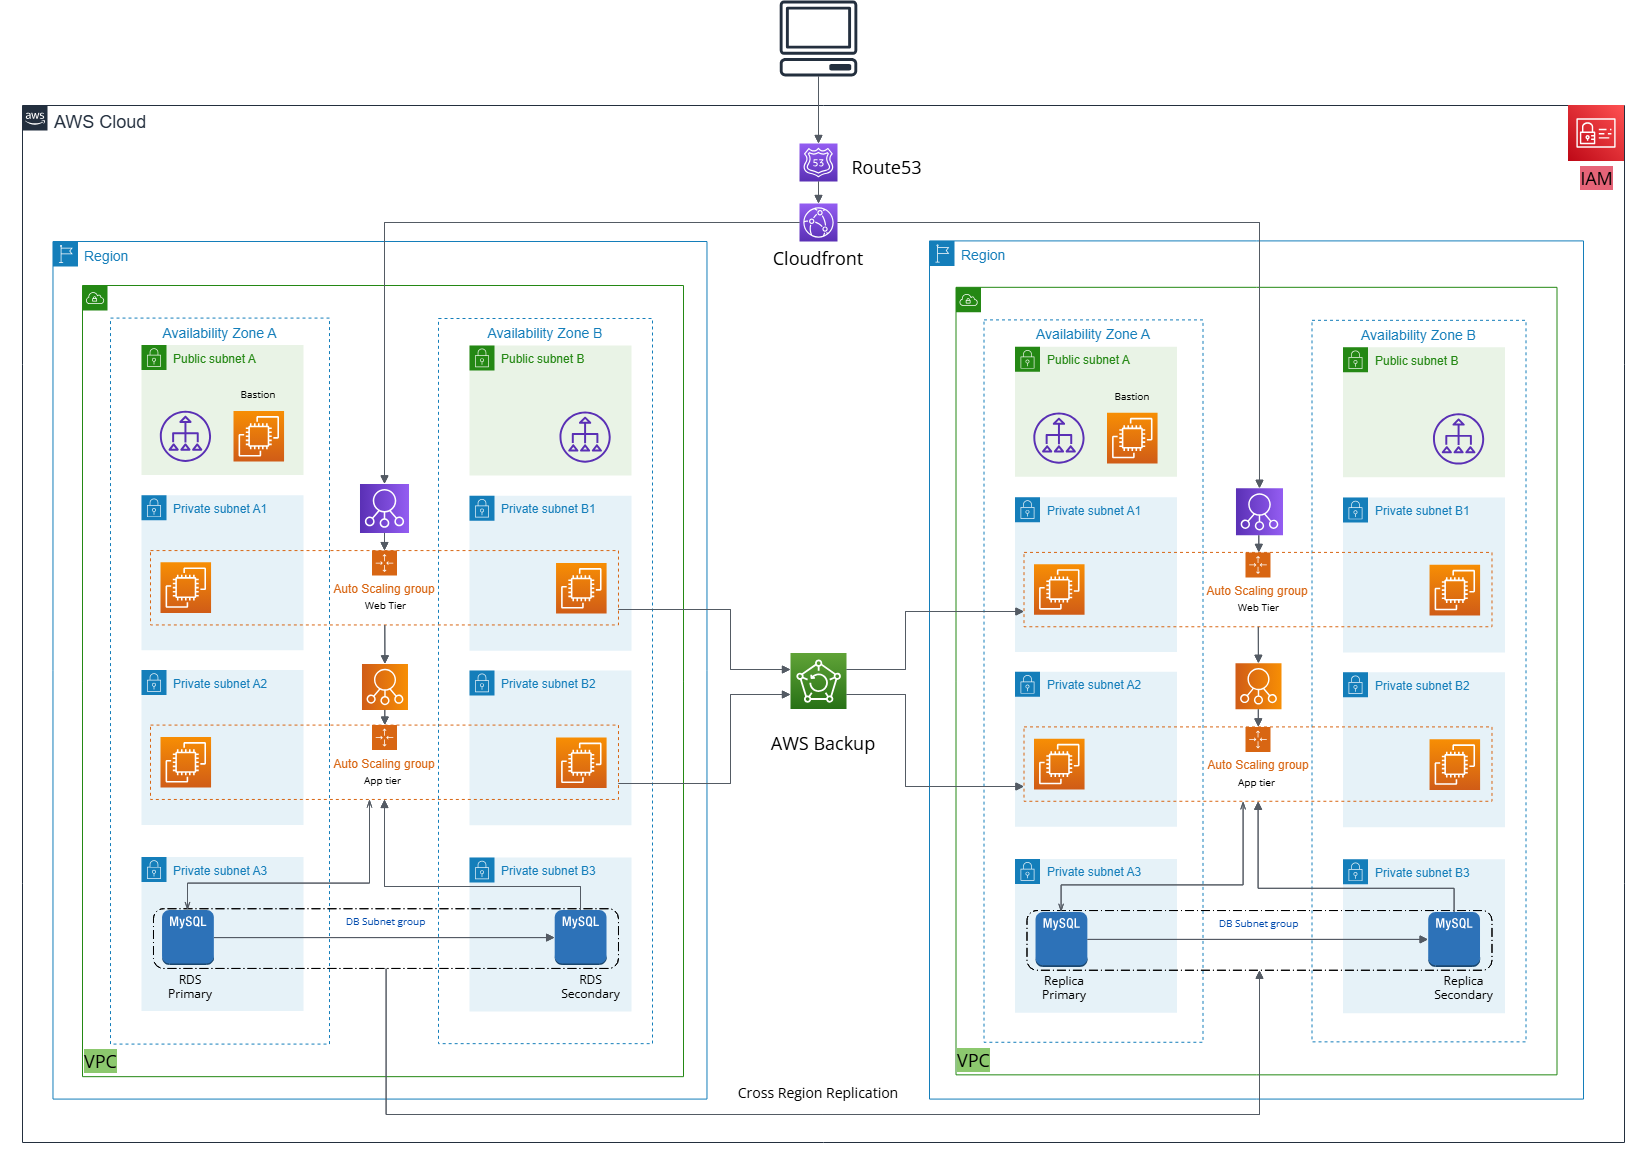 aws
AWS Cloud
53
Route53
IAM
Cloudfront
Region
Availability Zone A
Availability Zone B
Public subnet A
Public subnet B
Bastion
Private subnet A1
Private subnet B1
Auto Scaling group
Web Tier
Private subnet A2
Private subnet B2
Auto Scaling group
App tier
Private subnet A3
Private subnet B3
MySQL
DB Subnet group
MySQL
RDS
Primary
RDS
Secondary
VPC
AWS Backup
Region
Availability Zone A
Availability Zone B
Public subnet A
Public subnet B
Bastion
Private subnet A1
Private subnet B1
Auto Scaling group
Web Tier
Private subnet A2
Private subnet B2
Auto Scaling group
App tier
Private subnet A3
Private subnet B3
MySQL
DB Subnet group
MySQL
Replica
Primary
Replica
Secondary
VPC
Cross Region Replication